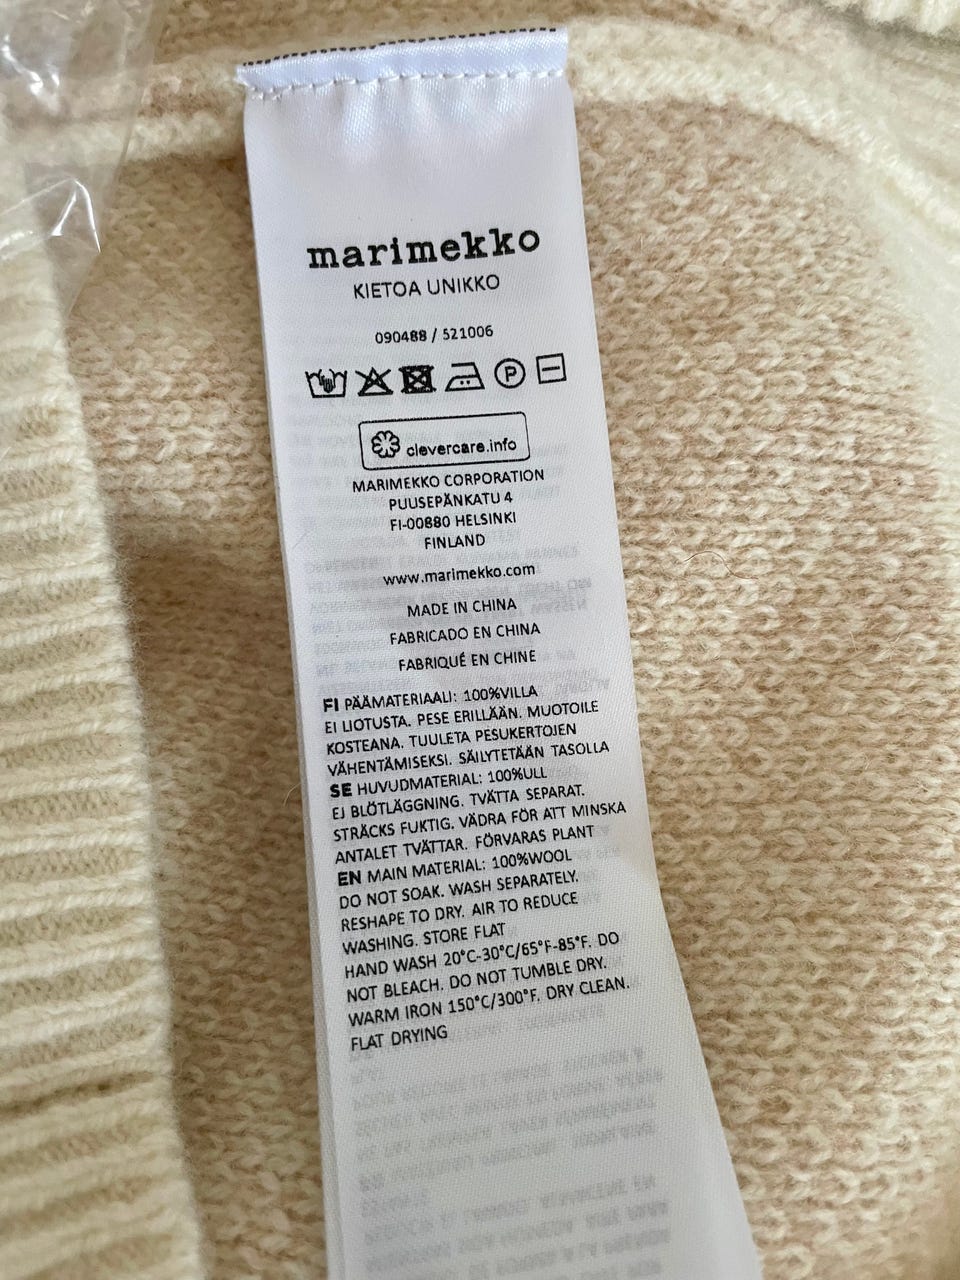 marimekko
KIETOA UNIKKO
090488 / 521006
P
clevercare.info
MARIMEKKO CORPORATION
PUUSEPÄNKATU 4
FI-00880 HELSINKI
FINLAND
www.marimekko.com
MADE IN CHINA
FABRICADO EN CHINA
FABRIQUÉ EN CHINE
FI PÄÄMATERIAALI: 100%VILLA
EI LIOTUSTA. PESE ERILLÄÄN. MUOTOILE
KOSTEANA. TUULETA PESUKERTOJEN
VÄHENTÄMISEKSI. SÄILYTETÄÄN TASOLLA
SE HUVUDMATERIAL: 100%ULL
EJ BLÖTLÄGGNING. TVÄTTA SEPARAT.
STRÄCKS FUKTIG. VÄDRA FÖR ATT MINSKA
ANTALET TVÄTTAR. FÖRVARAS PLANT
EN MAIN MATERIAL: 100%WOOL
DO NOT SOAK. WASH SEPARATELY.
RESHAPE TO DRY. AIR TO REDUCE
WASHING. STORE FLAT
HAND WASH 20°C-30°C/65°F-85°F. DO
NOT BLEACH. DO NOT TUMBLE DRY.
WARM IRON 150°C/300°F. DRY CLEAN.
FLAT DRYING